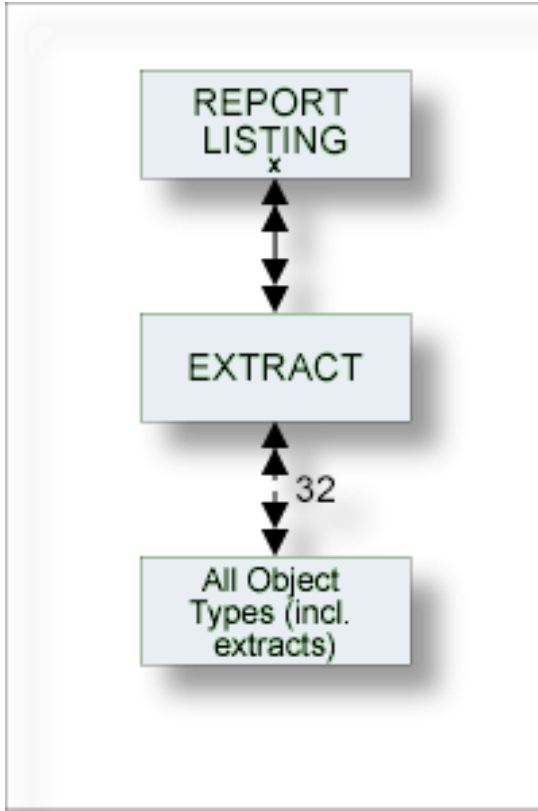 REPORT
LISTING
x
EXTRACT
32
All Object
Types (incl.
extracts)